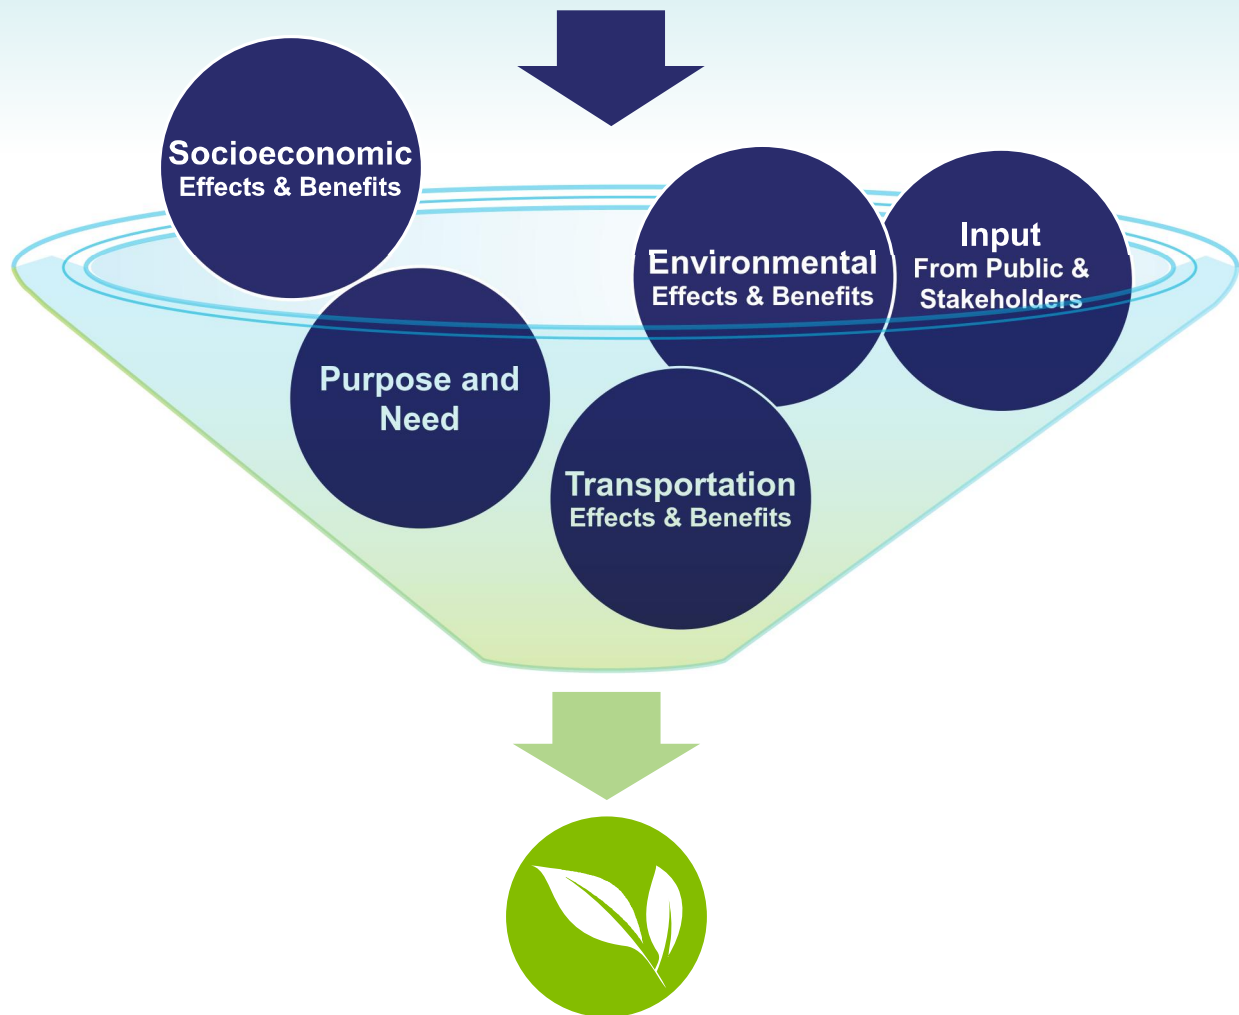 Socioeconomic
Effects & Benefits
Input
From Public &
Stakeholders
Environmental
Effects & Benefits
Purpose and
Need
Transportation
Effects & Benefits